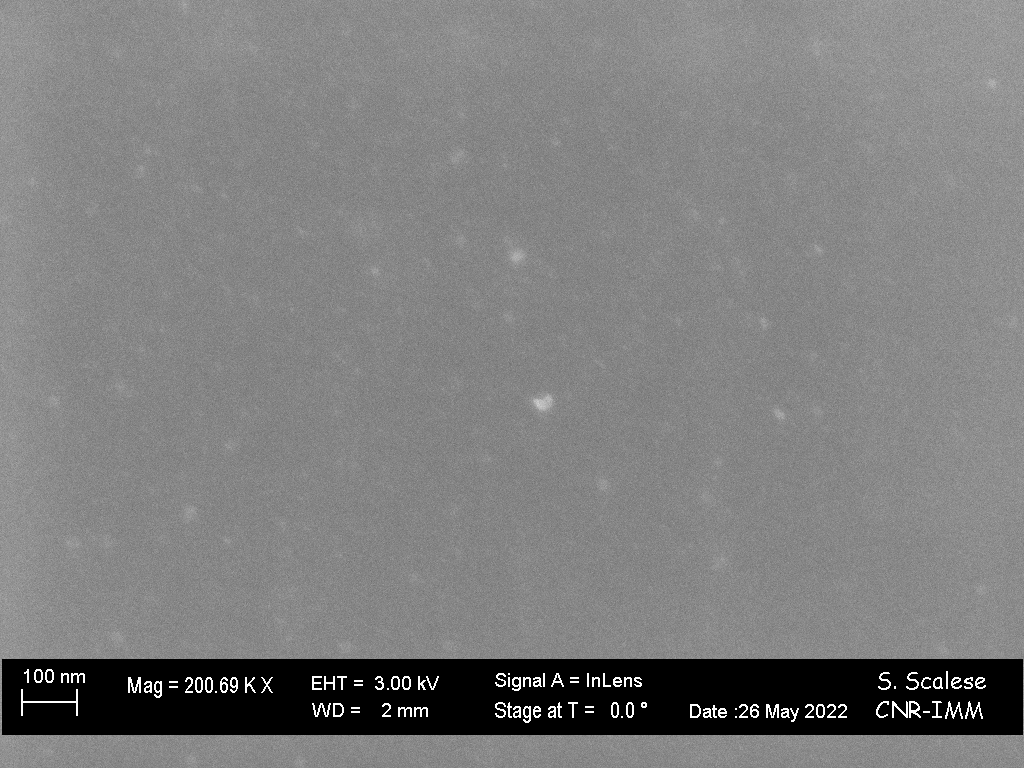 100 nm
Mag = 200.69 K X
EHT = 3.00 kV
WD = 2 mm
Signal A = InLens
Stage at T = 0.0 °
Date :26 May 2022
S. Scalese
CNR-IMM